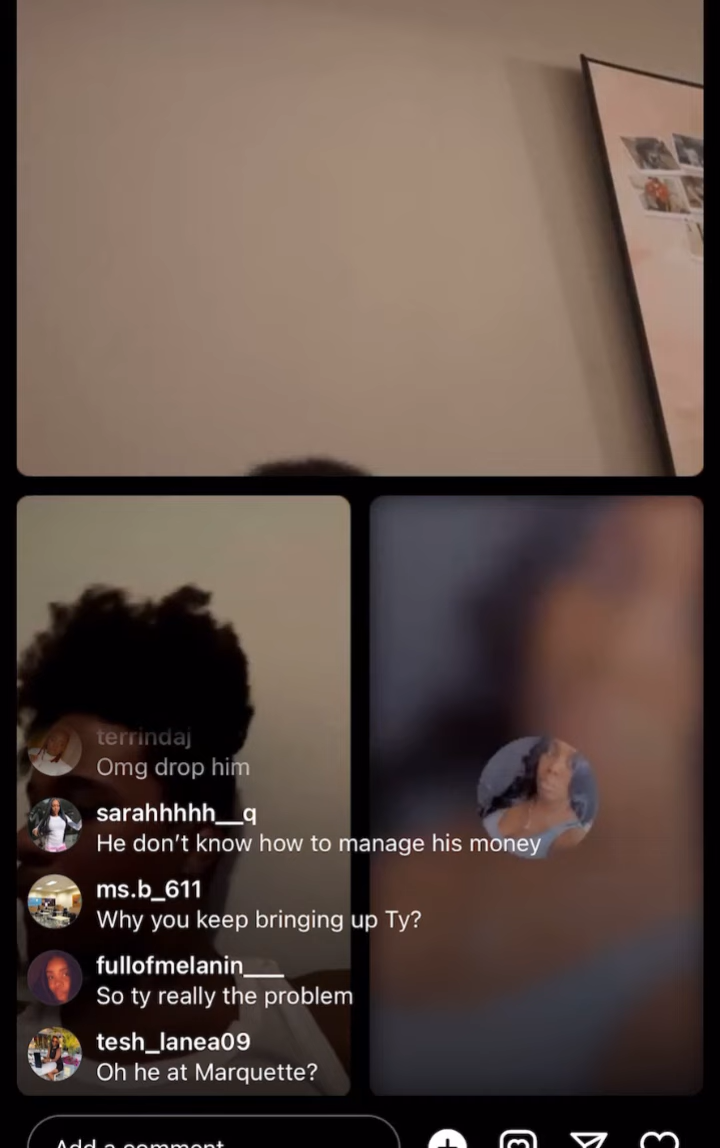 terrindaj
Omg drop him
sarahhhhh__q
He don’t know how to manage his money
ms.b_611
Why you keep bringing up Ty?
fullofmelanin___
So ty really the problem
tesh_lanea09
Oh he at Marquette?
Add a comment